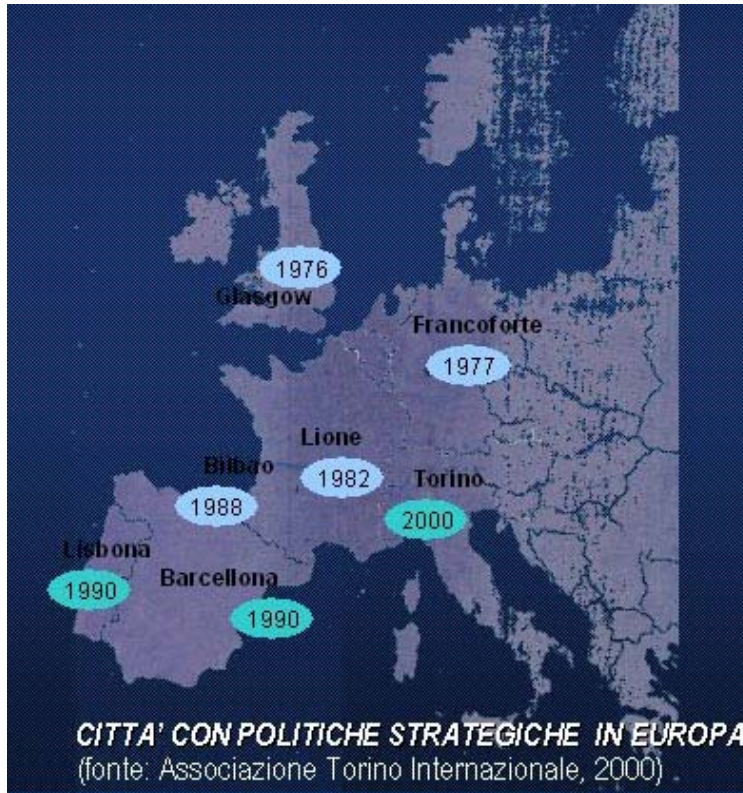 1976
Glasgow
Francoforte
1977
Lione
1982
Bilbao
1988
Torino
2000
Lisbona
1990
Barcellona
1990
CITTA' CON POLITICHE STRATEGICHE IN EUROPA
(fonte: Associazione Torino Internazionale, 2000)